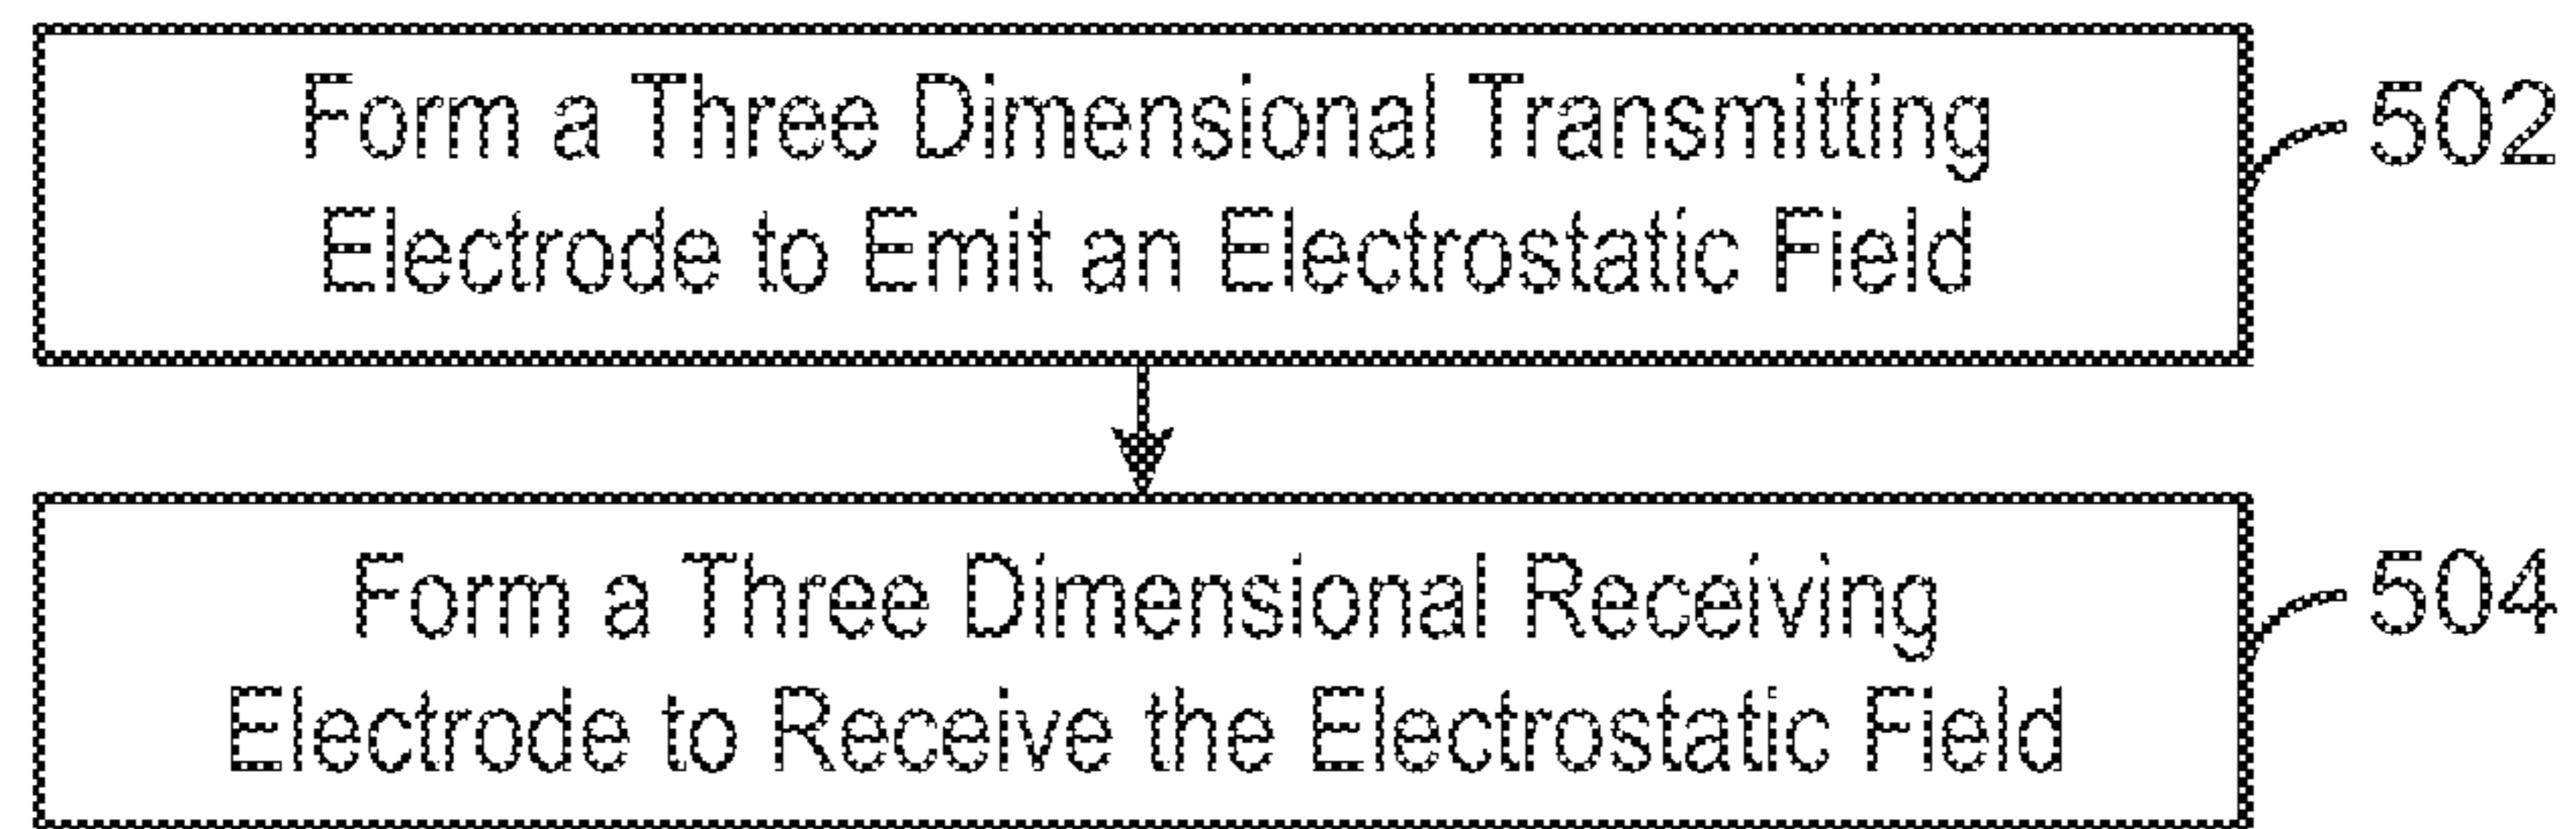 Form a Three Dimensional Transmitting
Electrode to Emit an Electrostatic Field
502
Form a Three Dimensional Receiving
Electrode to Receive the Electrostatic Field
504